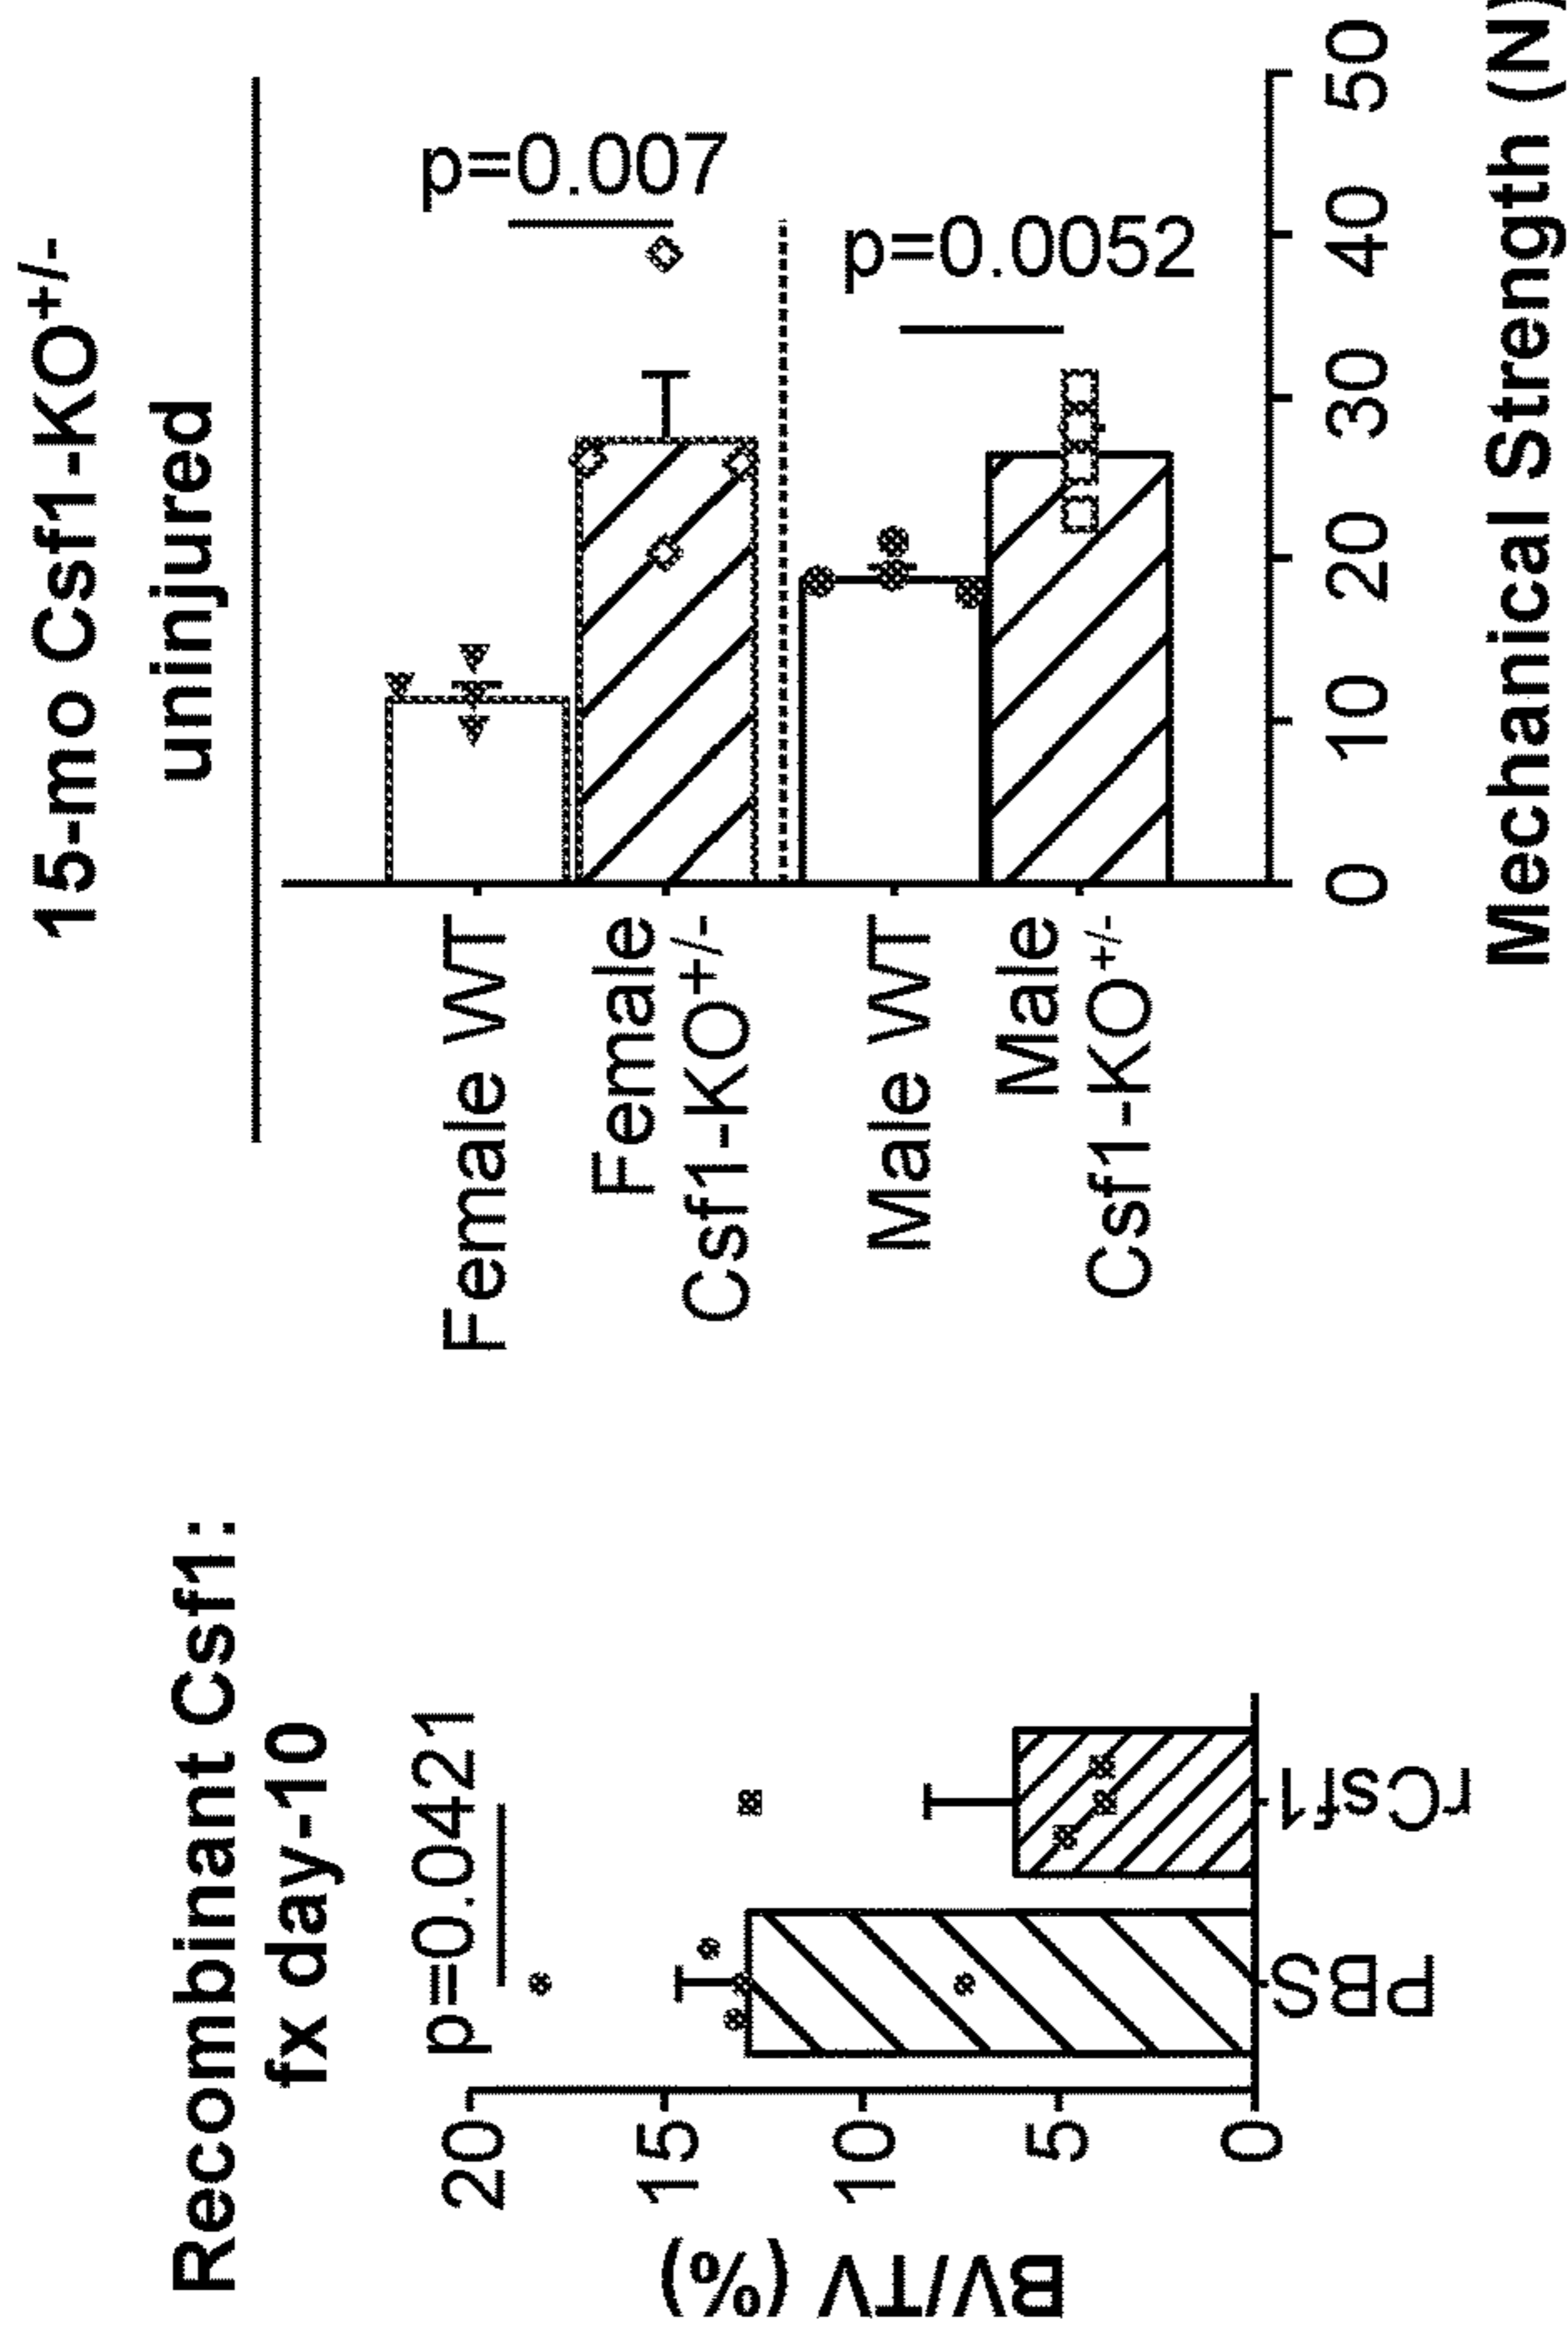 Recombinant Csf1:
fx day-10
p=0.0421
BV/TV (%)
20
15
10
5
0
PBS
rCsf1
15-mo Csf1-KO+/-
uninjured
Female WT
Female
Csf1-KO+/-
Male WT
Male
Csf1-KO+/-
p=0.007
p=0.0052
0 10 20 30 40 50
Mechanical Strength (N)